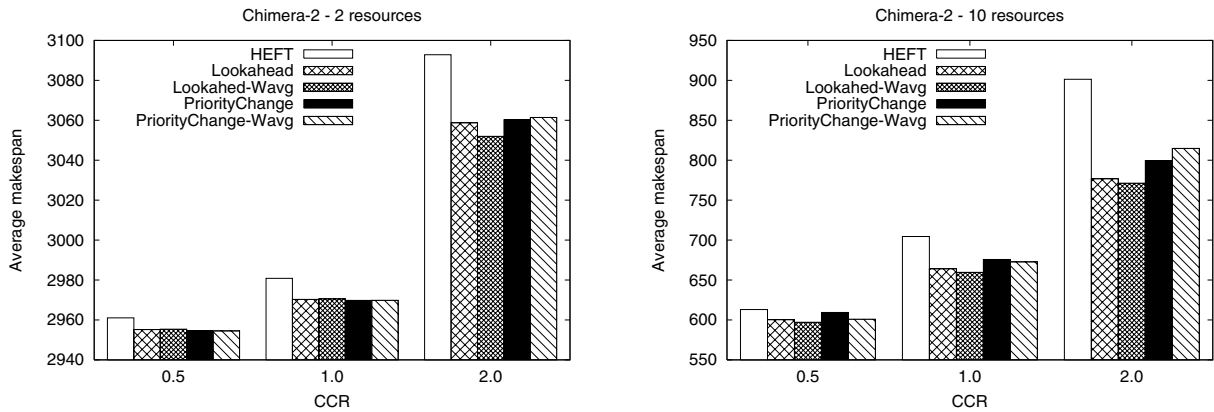 Chimera-2 - 2 resources
3100
3080
3060
3040
3020
3000
2980
2960
2940
Average makespan
HEFT
Lookahead
Lookahed-Wavg
PriorityChange
PriorityChange-Wavg
0.5 1.0 2.0
CCR
Chimera-2 - 10 resources
950
900
850
800
750
700
650
600
550
Average makespan
HEFT
Lookahead
Lookahed-Wavg
PriorityChange
PriorityChange-Wavg
0.5 1.0 2.0
CCR